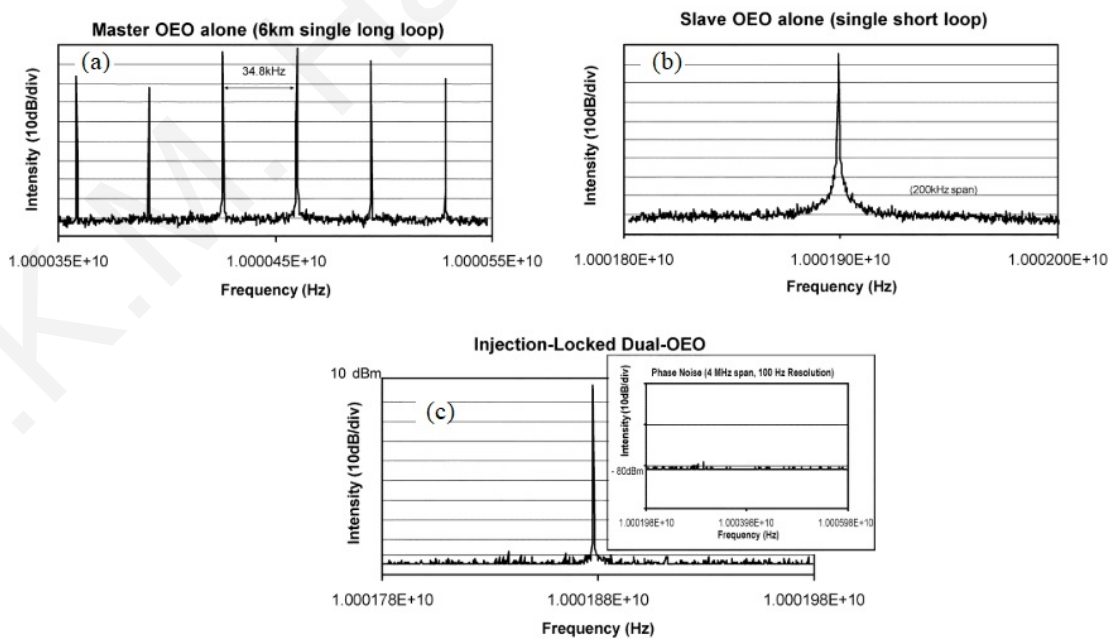 Master OEO alone (6km single long loop)
(a)
34.8kHz
Intensity (10dB/div)
1.000035E+10 1.000045E+10 1.000055E+10
Frequency (Hz)
Slave OEO alone (single short loop)
(b)
(200kHz span)
Intensity (10dB/div)
1.000180E+10 1.000190E+10 1.000200E+10
Frequency (Hz)
Injection-Locked Dual-OEO
10 dBm
(c)
Intensity (10dB/div)
1.000178E+10 1.000188E+10 1.000198E+10
Frequency (Hz)
Phase Noise (4 MHz span, 100 Hz Resolution)
Intensity (10dB/div)
- 80dBm
1.000198E+10 1.000398E+10 1.000598E+10
Frequency (Hz)
.K.M. Ha